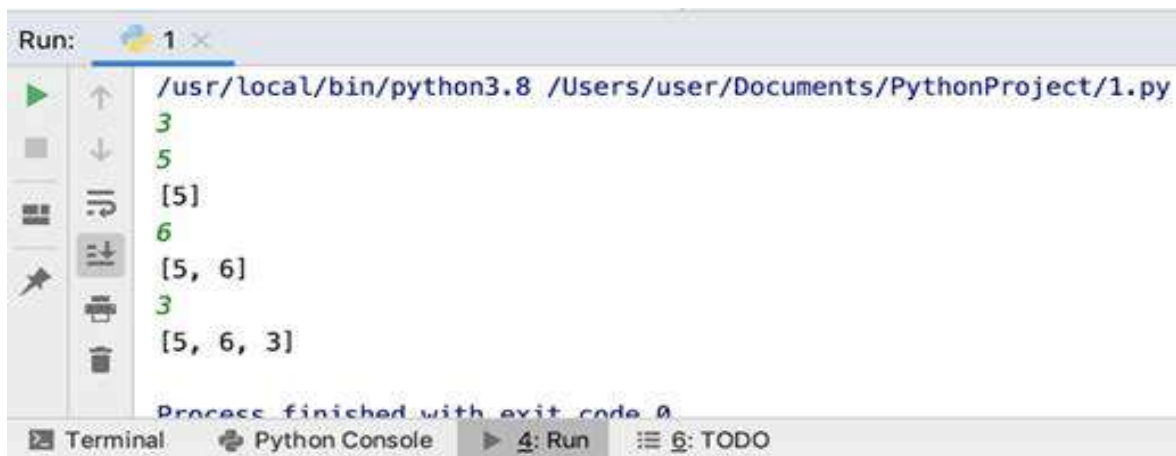 Run: 1
/usr/local/bin/python3.8 /Users/user/Documents/PythonProject/1.py
3
5
[5]
6
[5, 6]
3
[5, 6, 3]
Process finished with exit code 0
Terminal Python Console 4: Run 6: TODO